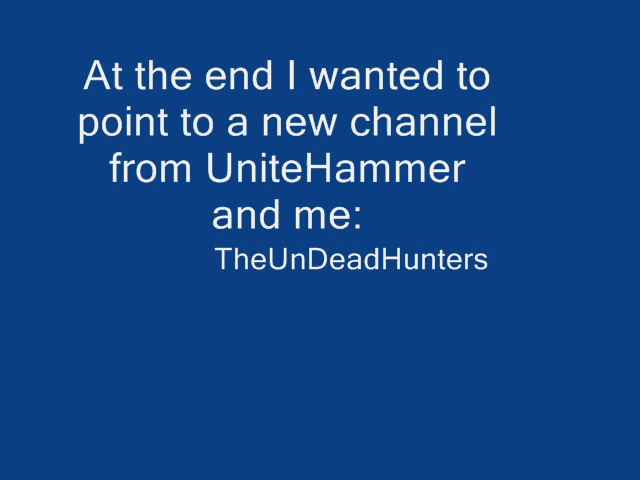 At the end I wanted to
point to a new channel
from UniteHammer
and me:
TheUnDeadHunters